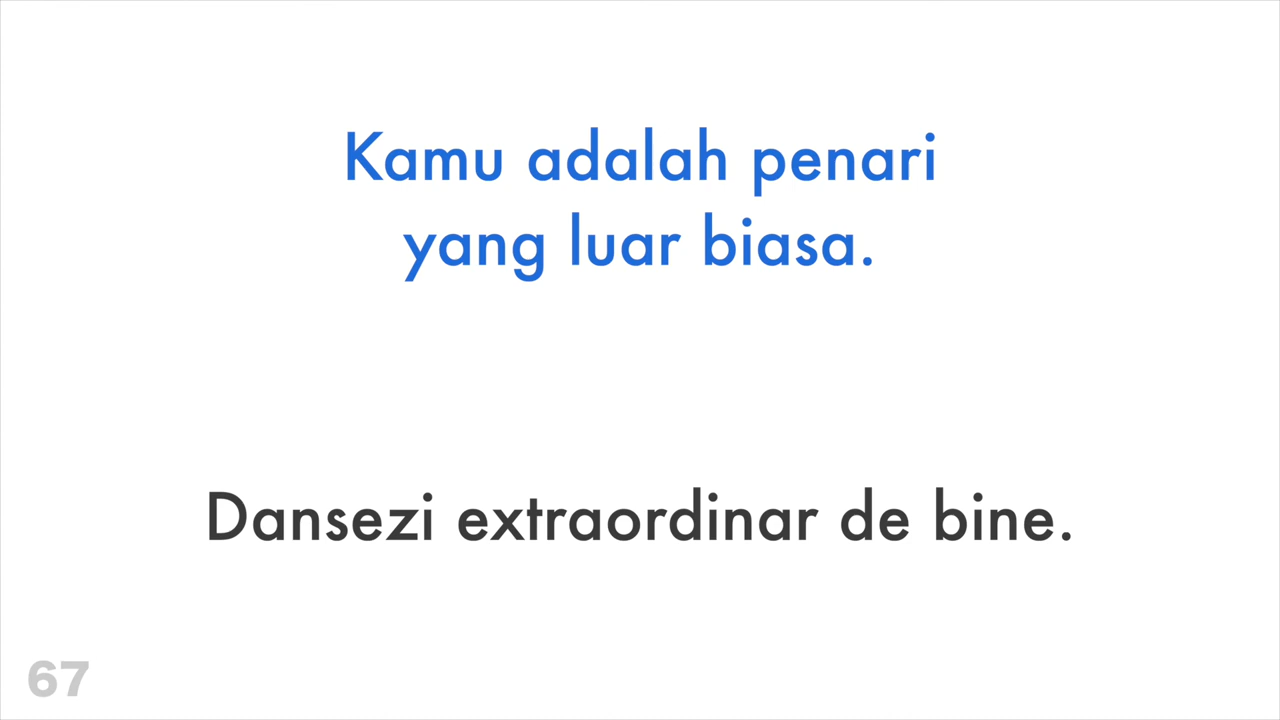 Kamu adalah penari
yang luar biasa.
Dansezi extraordinar de bine.
67